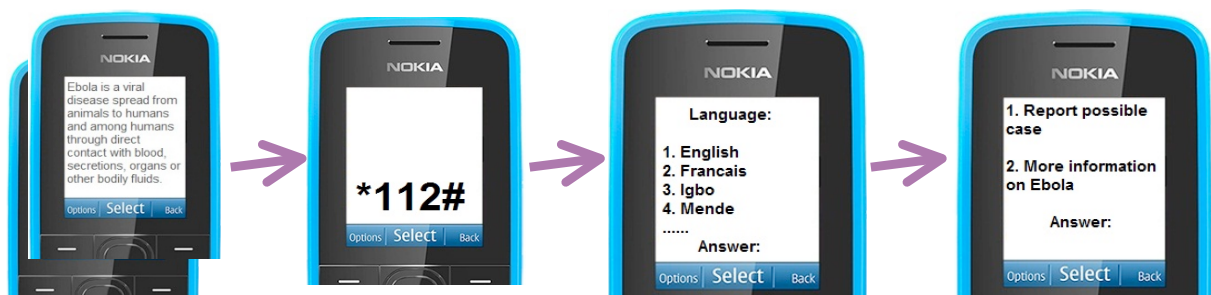 NOKIA
Ebola is a viral
disease spread from
animals to humans
and among humans
through direct
contact with blood,
secretions, organs or
other bodily fluids.
Options Select Back
NOKIA
*112#
Options Select Back
NOKIA
Language:
1. English
2. Francais
3. Igbo
4. Mende
......
Answer:
Options Select Back
NOKIA
1. Report possible
case
2. More information
on Ebola
Answer:
Options Select Back